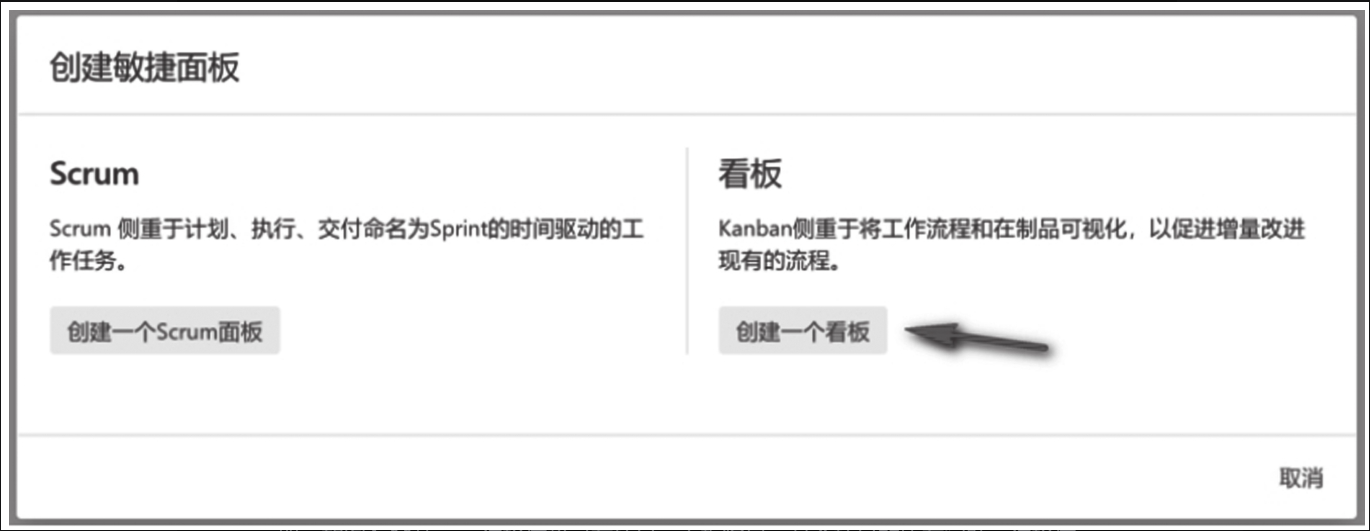 创建敏捷面板
Scrum
Scrum 侧重于计划、执行、交付命名为Sprint的时间驱动的工
作任务。
创建一个Scrum面板
看板
Kanban侧重于将工作流程和在制品可视化，以促进增量改进
现有的流程。
创建一个看板
取消